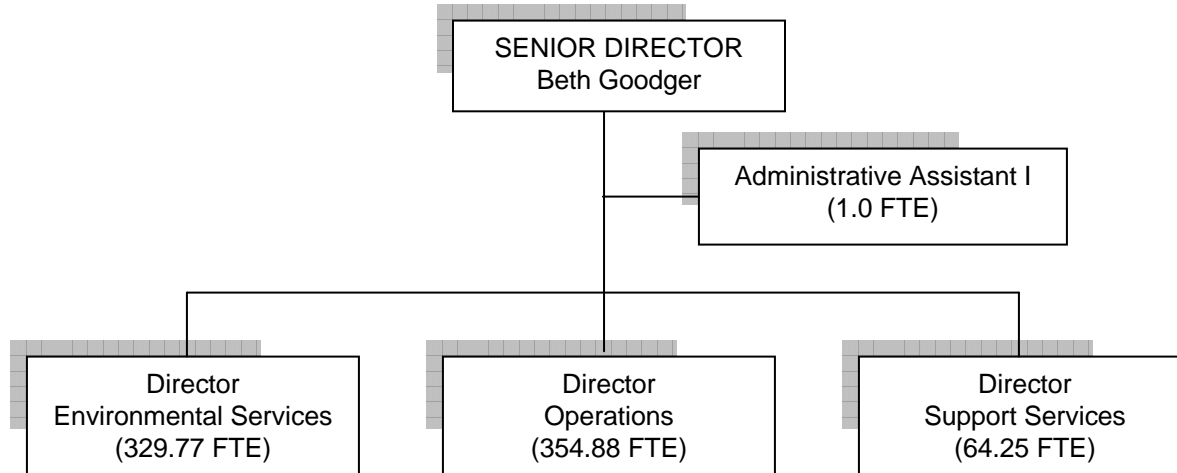 SENIOR DIRECTOR
Beth Goodger
Administrative Assistant I
(1.0 FTE)
Director
Environmental Services
(329.77 FTE)
Director
Operations
(354.88 FTE)
Director
Support Services
(64.25 FTE)